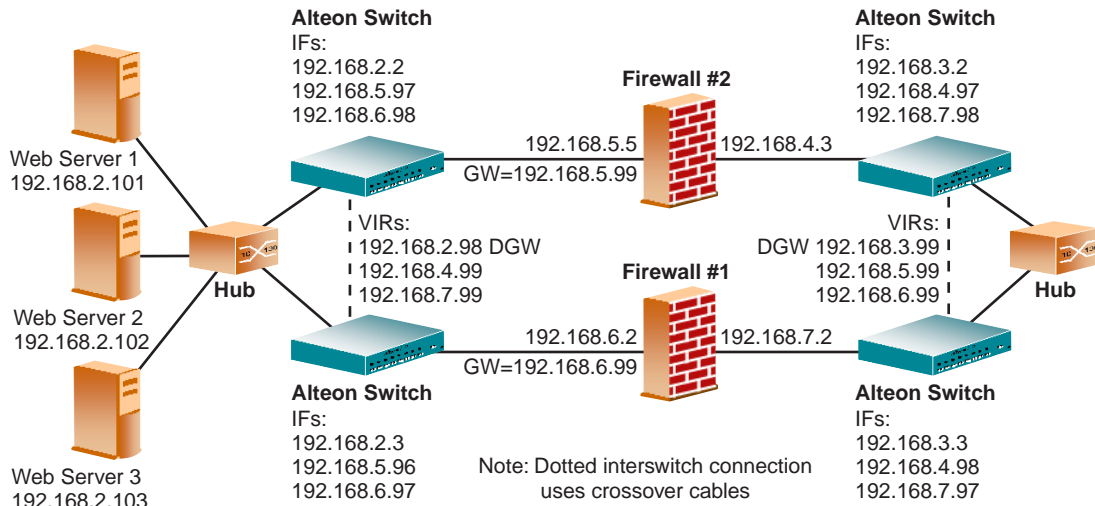 Alteon Switch
IFs:
192.168.2.2
192.168.5.97
192.168.6.98
Alteon Switch
IFs:
192.168.3.2
192.168.4.97
192.168.7.98
Firewall #2
192.168.5.5
GW=192.168.5.99
192.168.4.3
Web Server 1
192.168.2.101
VIRs:
192.168.2.98 DGW
192.168.4.99
192.168.7.99
VIRs:
DGW 192.168.3.99
192.168.5.99
192.168.6.99
Hub
Hub
Web Server 2
192.168.2.102
Firewall #1
192.168.6.2
GW=192.168.6.99
192.168.7.2
Alteon Switch
IFs:
192.168.2.3
192.168.5.96
192.168.6.97
Alteon Switch
IFs:
192.168.3.3
192.168.4.98
192.168.7.97
Web Server 3
192.168.2.103
Note: Dotted interswitch connection
uses crossover cables